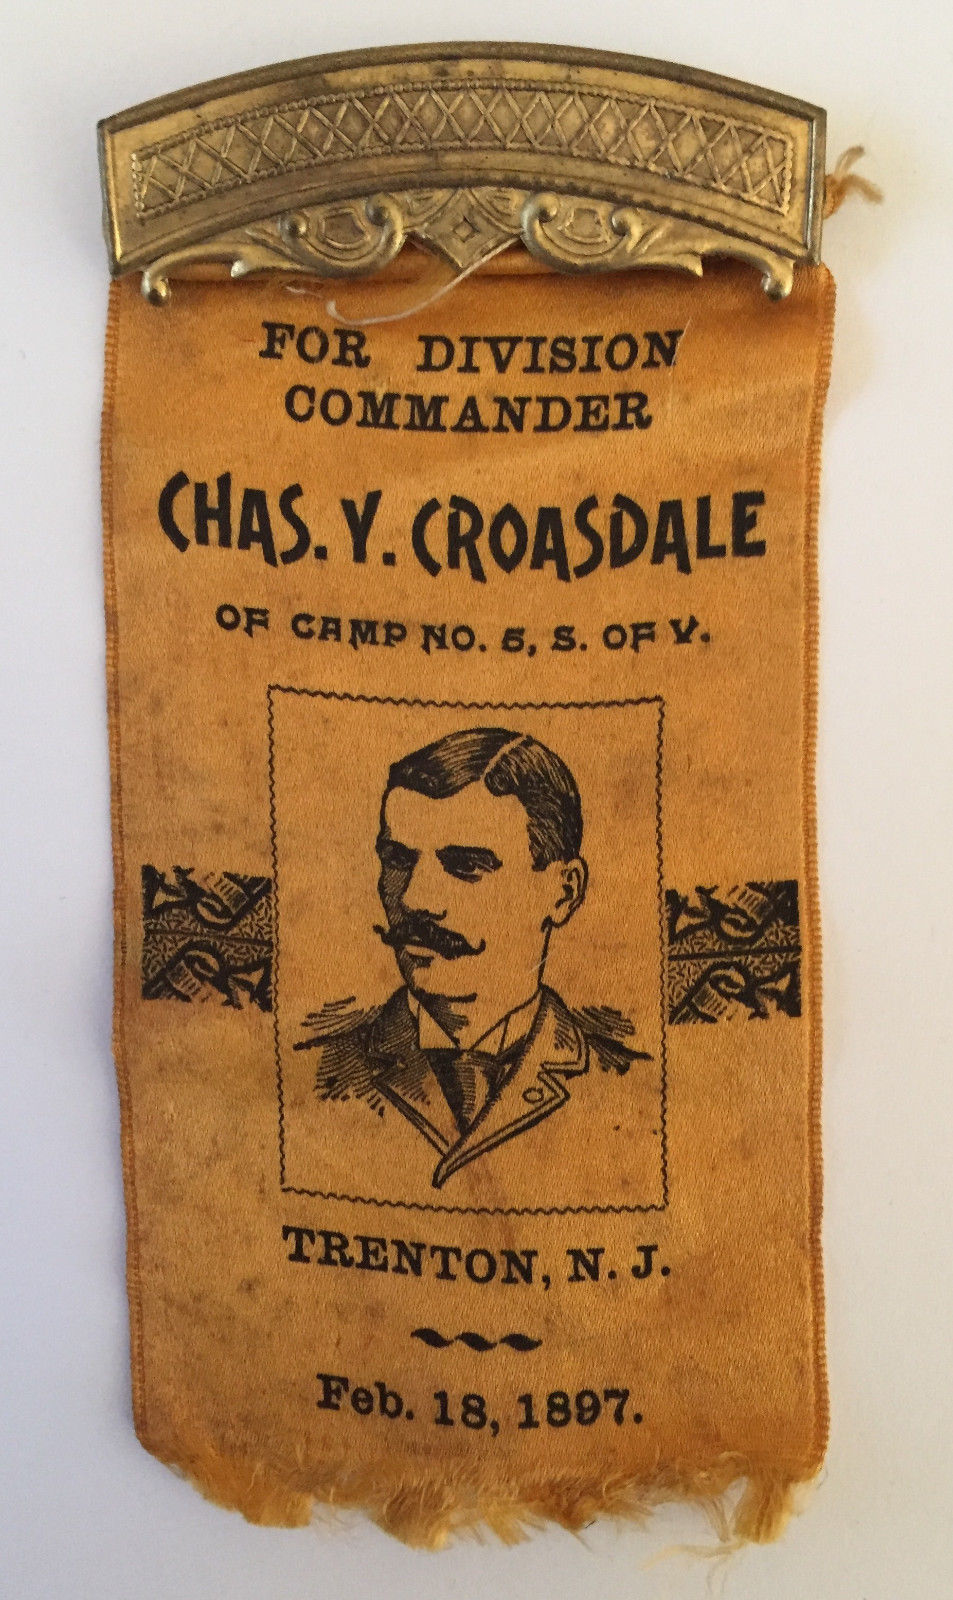 FOR DIVISION
COMMANDER
CHAS. Y. CROASDALE
OF CAMP NO. 5, S. OF V.
TRENTON, N. J.
Feb. 18, 1897.